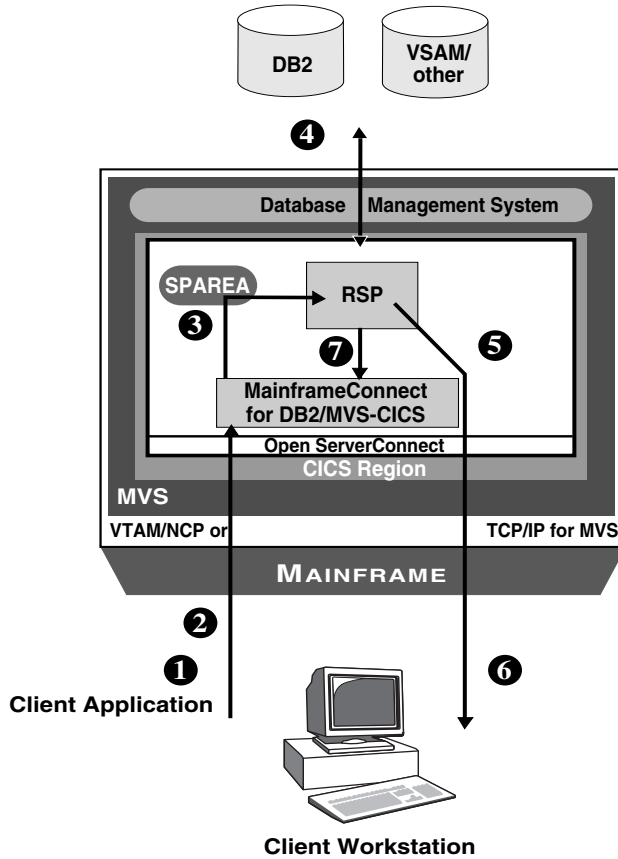 DB2
VSAM/
other
4
Database Management System
SPAREA
RSP
3
5
7
MainframeConnect
for DB2/MVS-CICS
Open ServerConnect
CICS Region
MVS
VTAM/NCP or
TCP/IP for MVS
MAINFRAME
2
1
6
Client Application
Client Workstation